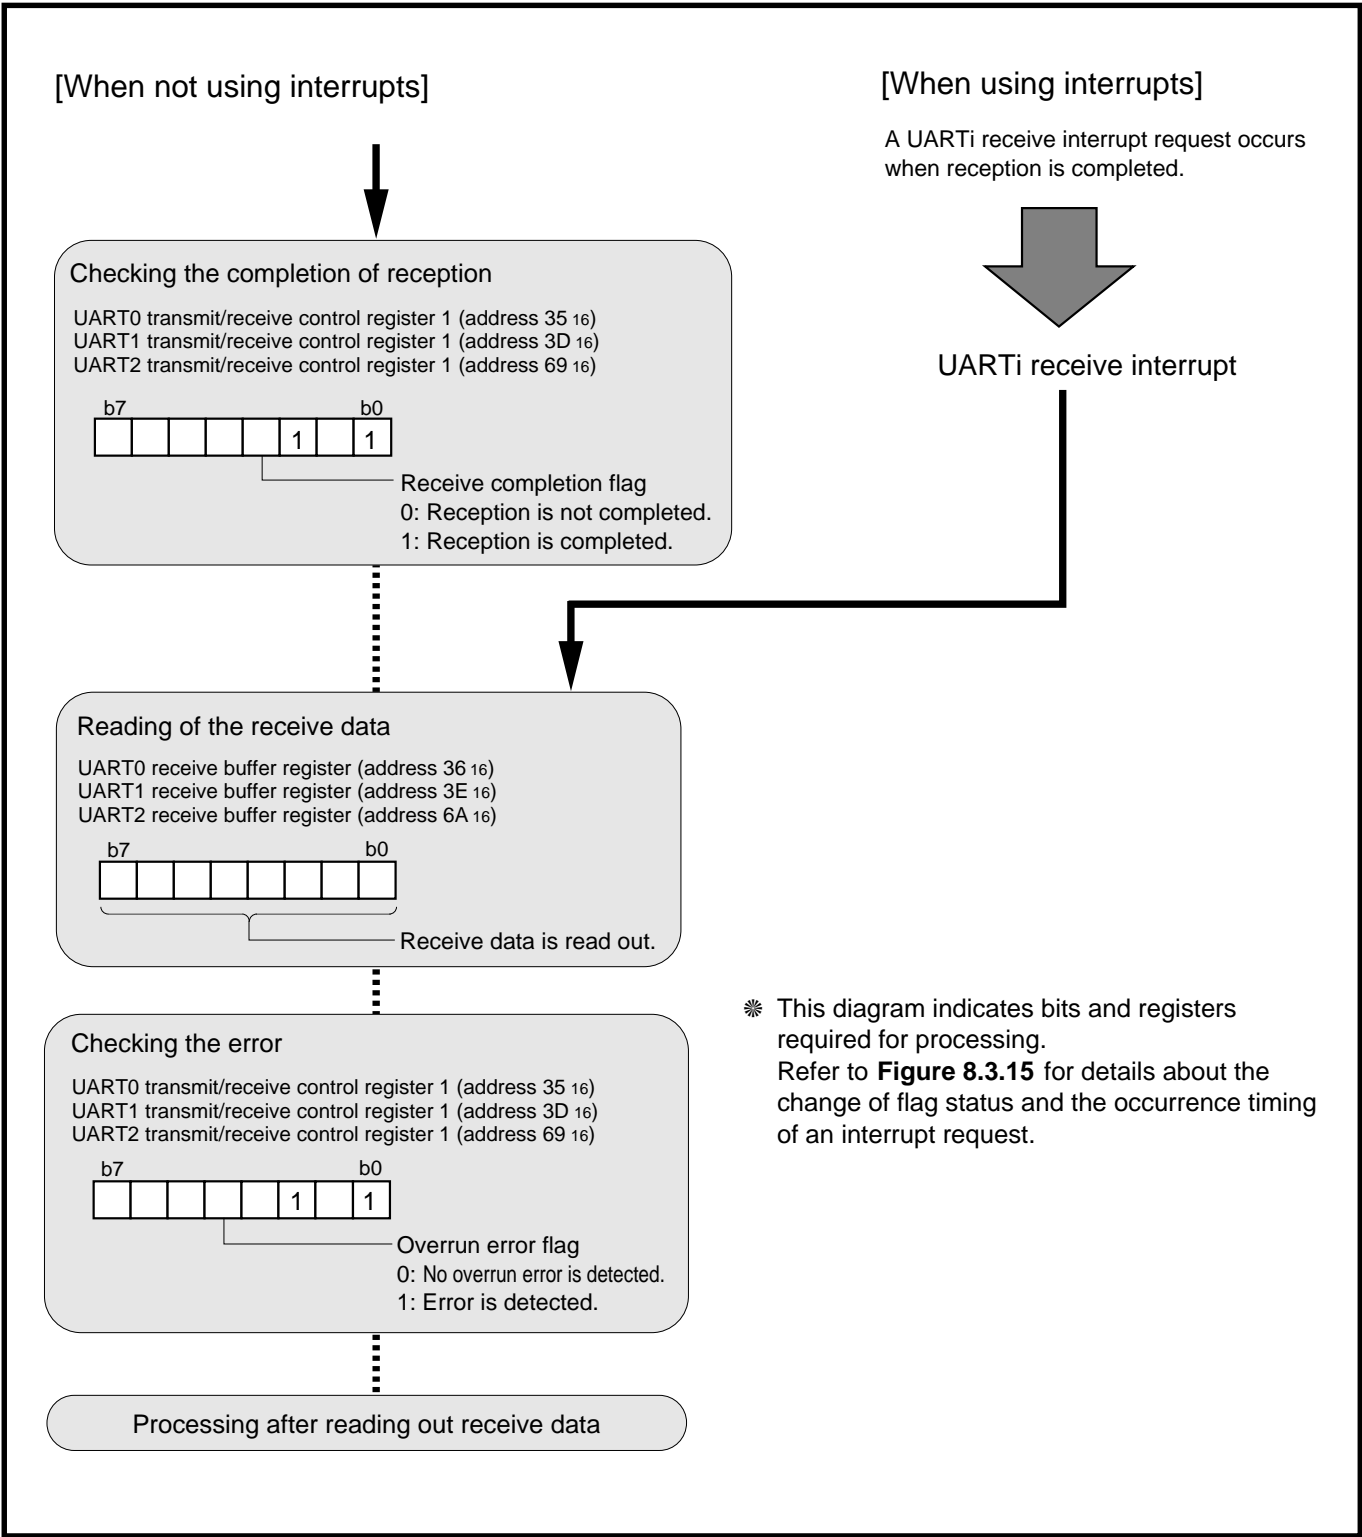 [When not using interrupts]
[When using interrupts]
A UARTi receive interrupt request occurs
when reception is completed.
Checking the completion of reception
UART0 transmit/receive control register 1 (address 35 16)
UART1 transmit/receive control register 1 (address 3D 16)
UART2 transmit/receive control register 1 (address 69 16)
b7 b0
1 1
Receive completion flag
0: Reception is not completed.
1: Reception is completed.
UARTi receive interrupt
Reading of the receive data
UART0 receive buffer register (address 36 16)
UART1 receive buffer register (address 3E 16)
UART2 receive buffer register (address 6A 16)
b7 b0
Receive data is read out.
Checking the error
UART0 transmit/receive control register 1 (address 35 16)
UART1 transmit/receive control register 1 (address 3D 16)
UART2 transmit/receive control register 1 (address 69 16)
b7 b0
1 1
Overrun error flag
0: No overrun error is detected.
1: Error is detected.
Processing after reading out receive data
❊ This diagram indicates bits and registers
required for processing.
Refer to Figure 8.3.15 for details about the
change of flag status and the occurrence timing
of an interrupt request.